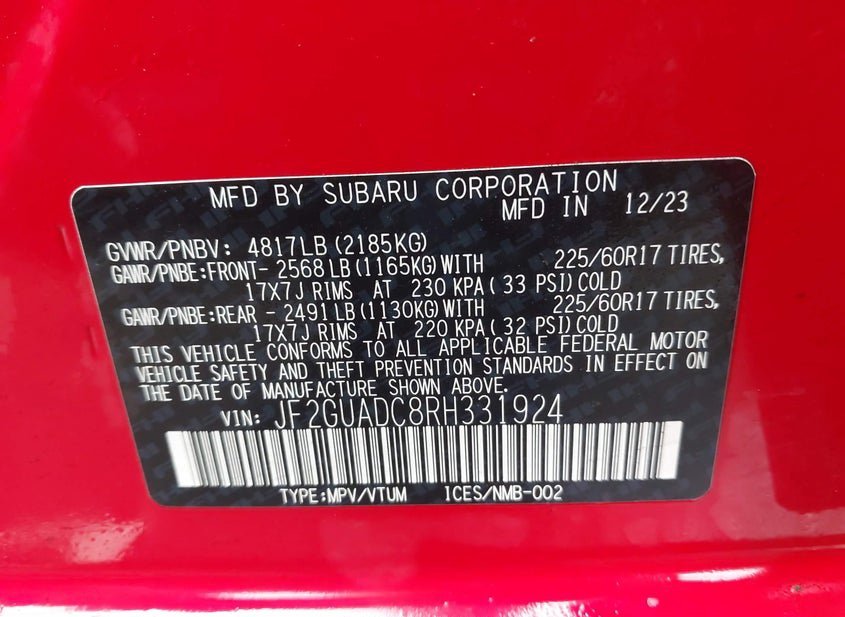 MFD BY SUBARU CORPORATION
MFD IN 12/23
GVWR/PNBV: 4817LB (2185KG)
GAWR/PNBE:FRONT- 2568 LB (1165KG) WITH 225/60R17 TIRES,
17X7J RIMS AT 230 KPA (33 PSI) COLD
GAWR/PNBE:REAR - 2491 LB (1130KG) WITH 225/60R17 TIRES,
17X7J RIMS AT 220 KPA (32 PSI) COLD
THIS VEHICLE CONFORMS TO ALL APPLICABLE FEDERAL MOTOR
VEHICLE SAFETY AND THEFT PREVENTION STANDARDS IN EFFECT ON
THE DATE OF MANUFACTURE SHOWN ABOVE.
VIN: JF2GUADC8RH331924
TYPE:MPV/VTUM ICES/NMB-002